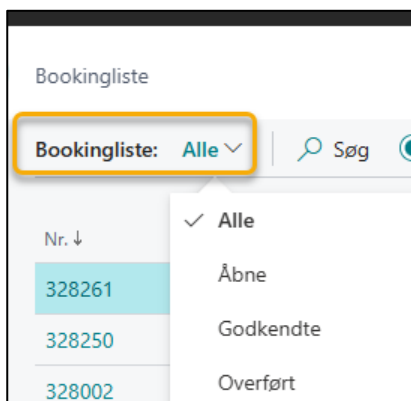 Bookingliste
Bookingliste: Alle Søg
Alle
Nr. ↓
Åbne
328261
Godkendte
328250
Overført
328002